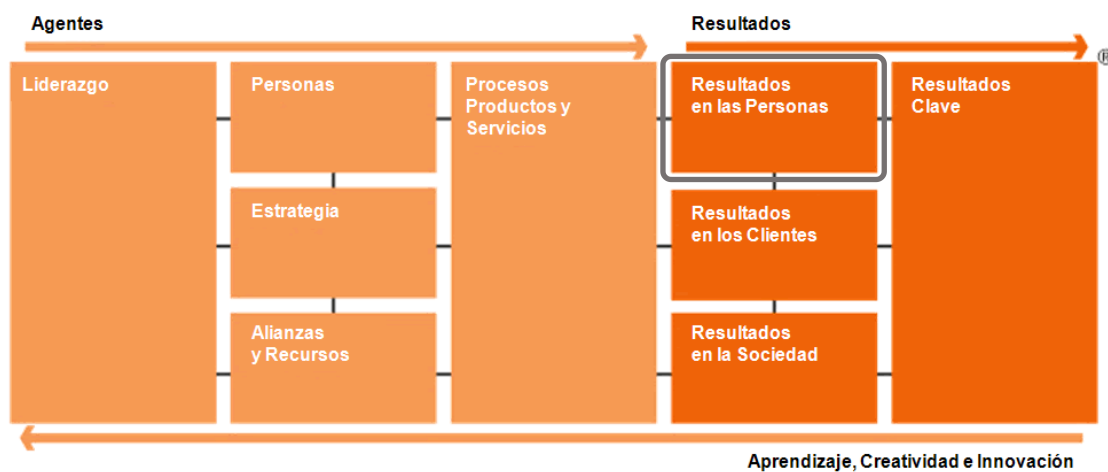 Agentes
Resultados
®
Liderazgo
Personas
Procesos
Productos y
Servicios
Resultados
en las Personas
Resultados
Clave
Estrategia
Resultados
en los Clientes
Alianzas
y Recursos
Resultados
en la Sociedad
Aprendizaje, Creatividad e Innovación